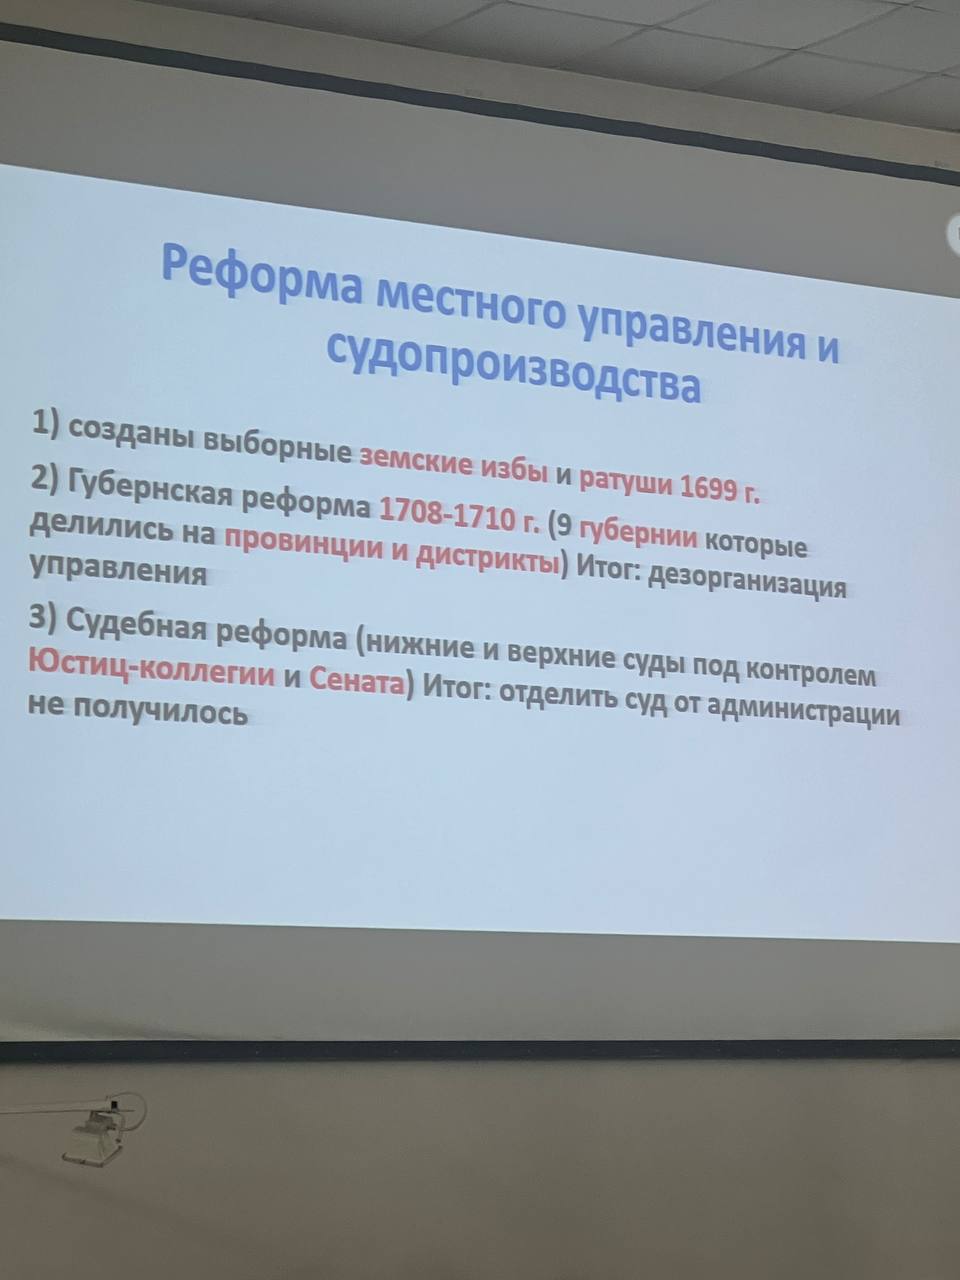 Реформа местного управления и
судопроизводства
1) созданы выборные земские избы и ратуши 1699 г.
2) Губернская реформа 1708-1710 г. (9 губернии которые
делились на провинции и дистрикты) Итог: дезорганизация
управления
3) Судебная реформа (нижние и верхние суды под контролем
Юстиц-коллегии и Сената) Итог: отделить суд от администрации
не получилось